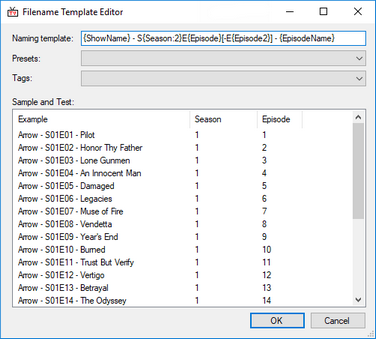 Filename Template Editor
Naming template: {ShowName} - S{Season:2}E{Episode}[-E{Episode2}] - {EpisodeName}
Presets:
Tags:
Sample and Test:
Example Season Episode
Arrow - S01E01 - Pilot 1 1
Arrow - S01E02 - Honor Thy Father 1 2
Arrow - S01E03 - Lone Gunmen 1 3
Arrow - S01E04 - An Innocent Man 1 4
Arrow - S01E05 - Damaged 1 5
Arrow - S01E06 - Legacies 1 6
Arrow - S01E07 - Muse of Fire 1 7
Arrow - S01E08 - Vendetta 1 8
Arrow - S01E09 - Year's End 1 9
Arrow - S01E10 - Burned 1 10
Arrow - S01E11 - Trust But Verify 1 11
Arrow - S01E12 - Vertigo 1 12
Arrow - S01E13 - Betrayal 1 13
Arrow - S01E14 - The Odyssey 1 14
OK Cancel